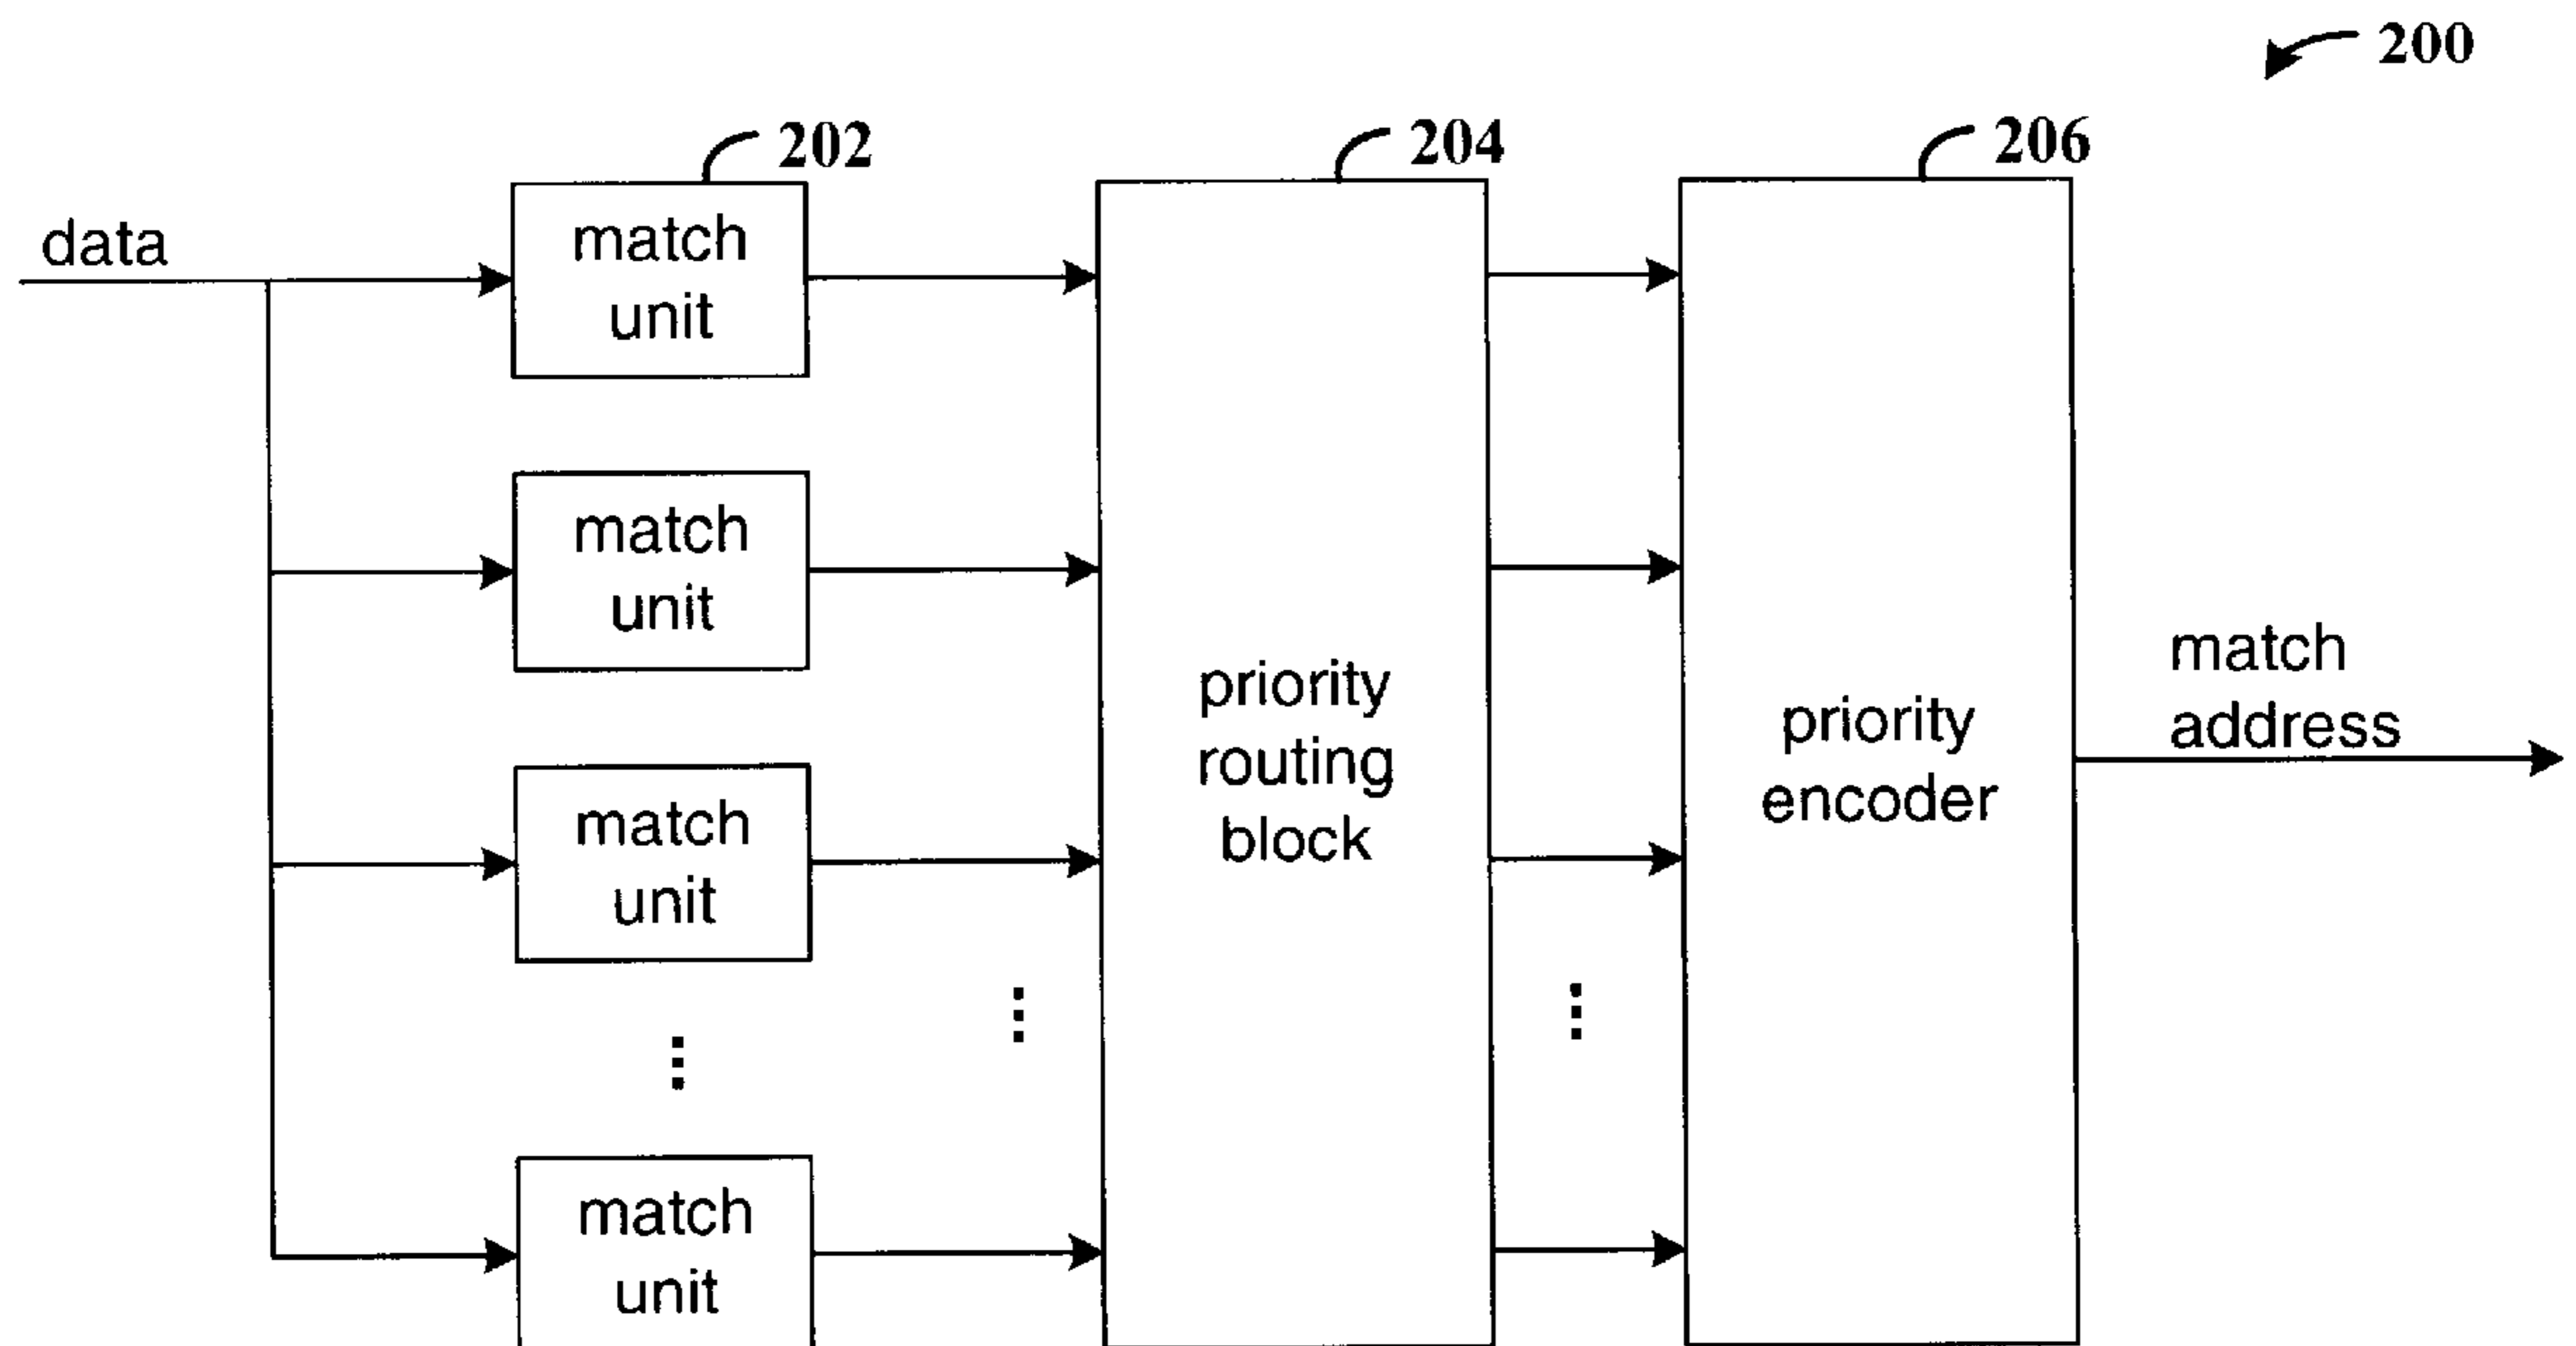 200
202
204
206
data
match
unit
match
unit
match
unit
match
unit
priority
routing
block
priority
encoder
match
address